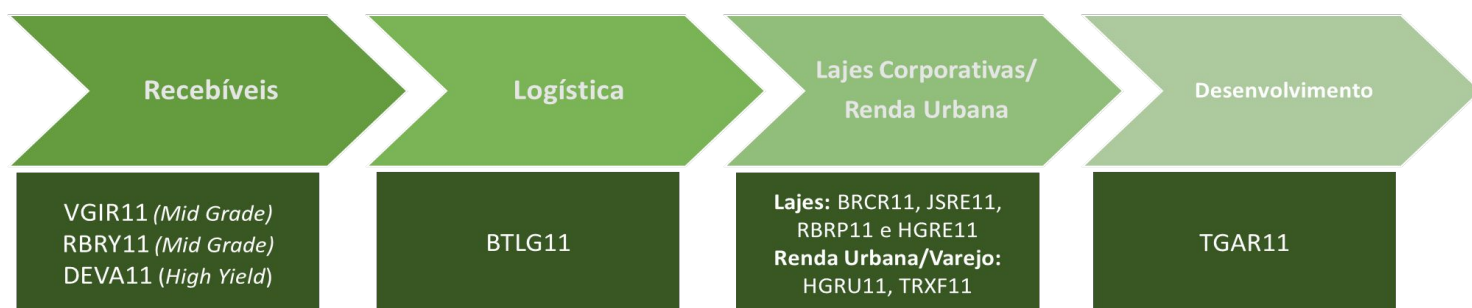 Recebíveis
VGIR11 (Mid Grade)
RBRY11 (Mid Grade)
DEVA11 (High Yield)
Logística
BTLG11
Lajes Corporativas/
Renda Urbana
Lajes: BRCR11, JSRE11,
RBRP11 e HGRE11
Renda Urbana/Varejo:
HGRU11, TRXF11
Desenvolvimento
TGAR11